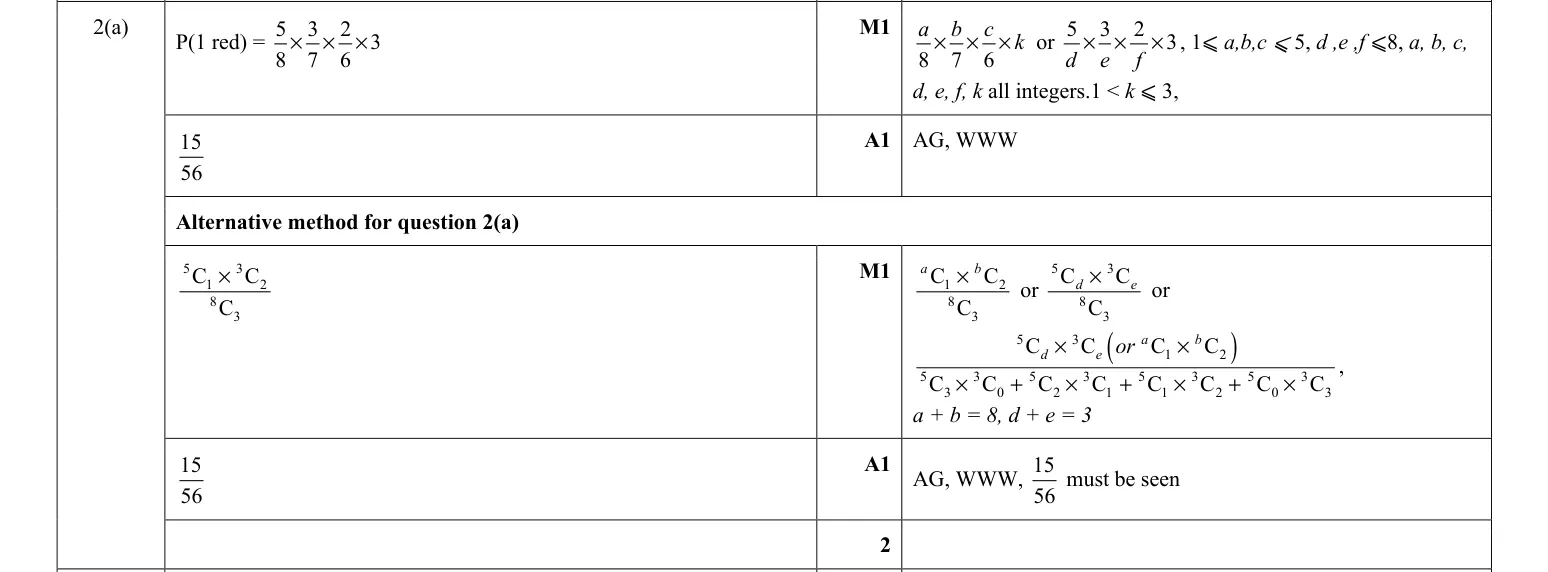 2(a)
P(1 red) = 5/8 × 3/7 × 2/6 × 3
M1
a/8 × b/7 × c/6 × k or 5/d × 3/e × 2/f × 3, 1⩽ a,b,c ⩽5, d ,e ,f ⩽8, a, b, c,
d, e, f, k all integers.1 < k ⩽ 3,
15/56
A1
AG, WWW
Alternative method for question 2(a)
⁵C₁ × ³C₂ / ⁸C₃
M1
ᵃC₁ × ᵇC₂ / ⁸C₃ or ⁵C_d × ³C_e / ⁸C₃ or
⁵C_d × ³C_e (or ᵃC₁ × ᵇC₂) / ⁵C₃ × ³C₀ + ⁵C₂ × ³C₁ + ⁵C₁ × ³C₂ + ⁵C₀ × ³C₃ ,
a + b = 8, d + e = 3
15/56
A1
AG, WWW, 15/56 must be seen
2